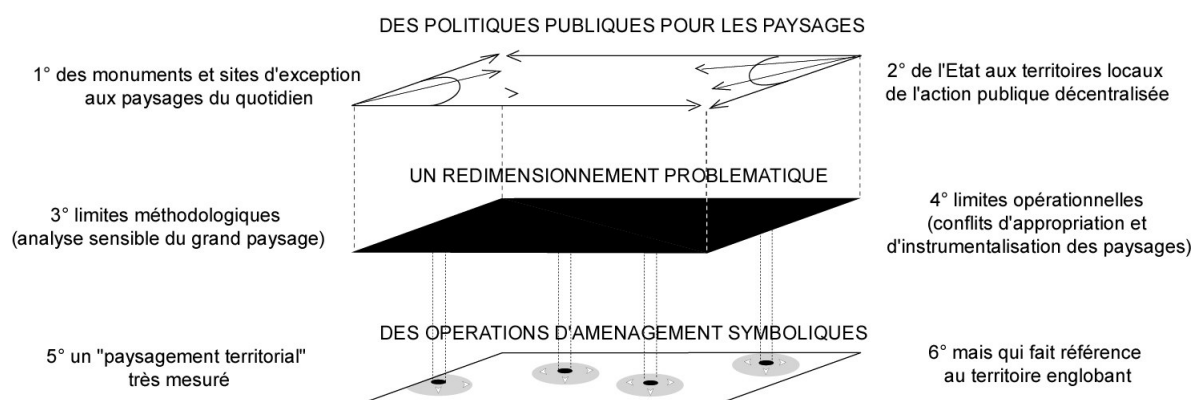 DES POLITIQUES PUBLIQUES POUR LES PAYSAGES
1° des monuments et sites d'exception
aux paysages du quotidien
2° de l'Etat aux territoires locaux
de l'action publique décentralisée
UN REDIMENSIONNEMENT PROBLEMATIQUE
3° limites méthodologiques
(analyse sensible du grand paysage)
4° limites opérationnelles
(conflits d'appropriation et
d'instrumentalisation des paysages)
DES OPERATIONS D'AMENAGEMENT SYMBOLIQUES
5° un "paysagement territorial"
très mesuré
6° mais qui fait référence
au territoire englobant